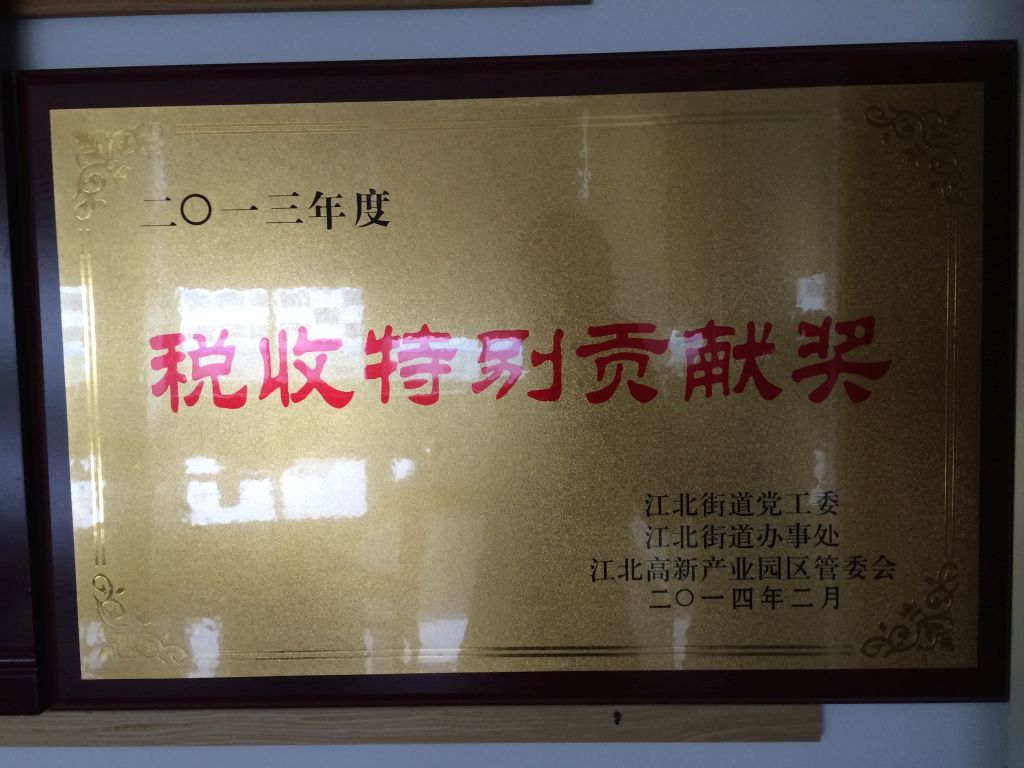 二〇一三年度
税收特别贡献奖
江北街道党工委
江北街道办事处
江北高新产业园区管委会
二〇一四年二月